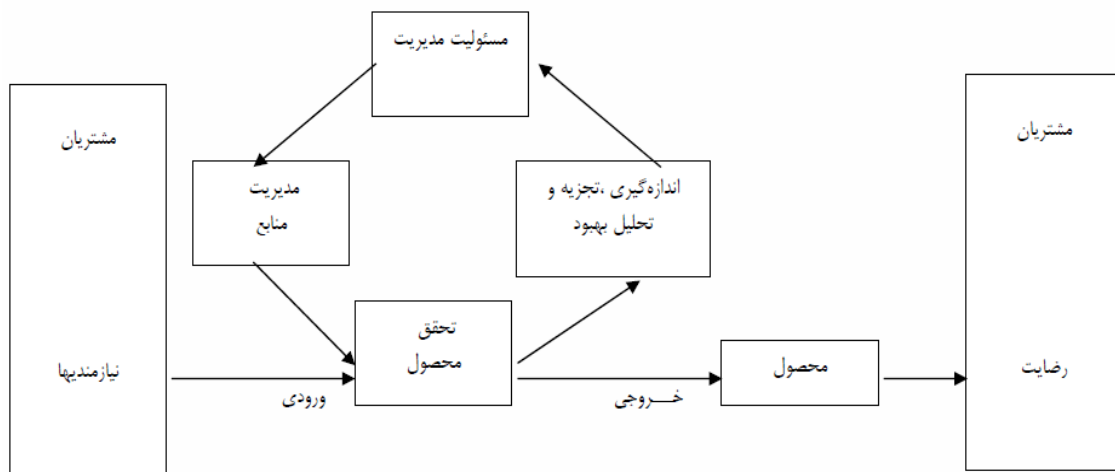 مسئولیت مدیریت
مشتریان
مشتریان
مدیریت
منابع
اندازه‌گیری ،تجزیه و
تحلیل بهبود
تحقق
محصول
نیازمندیها
ورودی
خـــروجی
محصول
رضایت